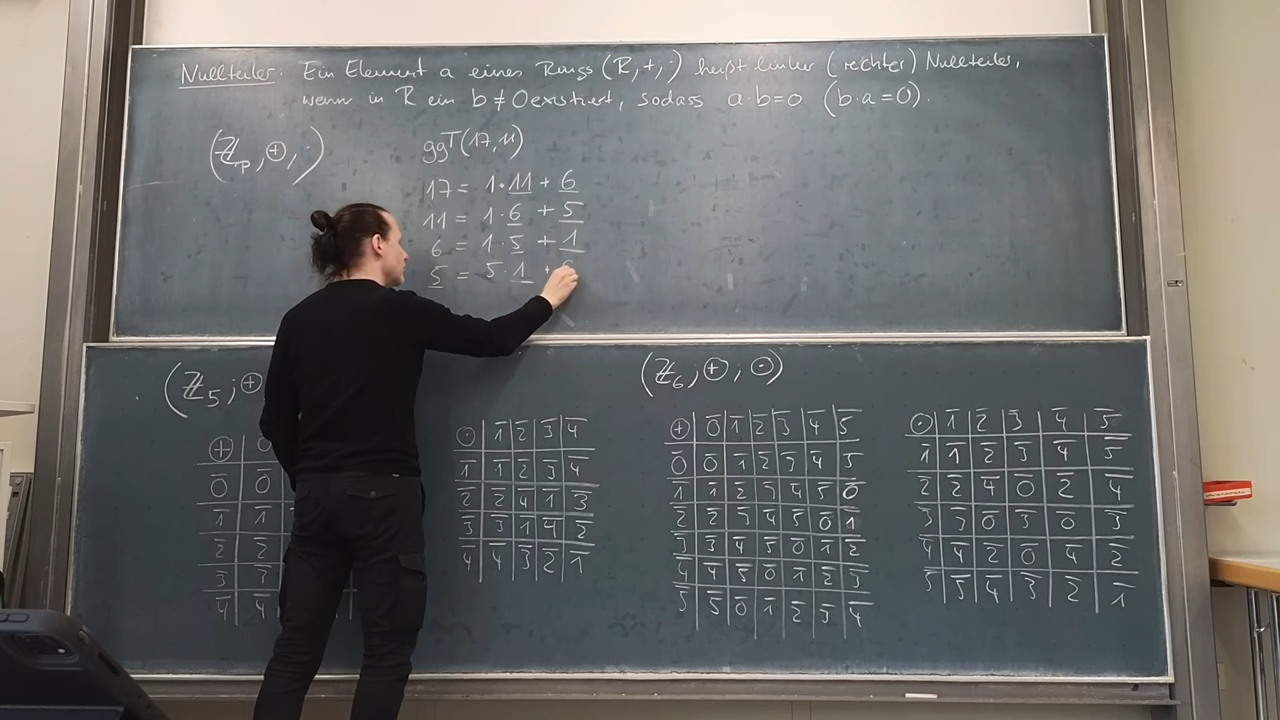 Nullteiler: Ein Element a eines Rings (R,+,·) heißt linker (rechter) Nullteiler,
wenn in R ein b ≠ 0 existiert, sodass a·b=0 (b·a=0).
(ℤp,⊕,·)
ggT(17,11)
17 = 1·11 + 6
11 = 1·6 + 5
6 = 1·5 + 1
5 = 5·1 +
(ℤ5,⊕
⊕ 0̄
0̄ 0̄
1̄ 1̄
2̄ 2̄
3̄ 3̄
4̄ 4̄
⊙ 1̄ 2̄ 3̄ 4̄
1̄ 1̄ 2̄ 3̄ 4̄
2̄ 2̄ 4̄ 1̄ 3̄
3̄ 3̄ 1̄ 4̄ 2̄
4̄ 4̄ 3̄ 2̄ 1̄
(ℤ6,⊕,⊙)
⊕ 0̄ 1̄ 2̄ 3̄ 4̄ 5̄
0̄ 0̄ 1̄ 2̄ 3̄ 4̄ 5̄
1̄ 1̄ 2̄ 3̄ 4̄ 5̄ 0̄
2̄ 2̄ 3̄ 4̄ 5̄ 0̄ 1̄
3̄ 3̄ 4̄ 5̄ 0̄ 1̄ 2̄
4̄ 4̄ 5̄ 0̄ 1̄ 2̄ 3̄
5̄ 5̄ 0̄ 1̄ 2̄ 3̄ 4̄
⊙ 1̄ 2̄ 3̄ 4̄ 5̄
1̄ 1̄ 2̄ 3̄ 4̄ 5̄
2̄ 2̄ 4̄ 0̄ 2̄ 4̄
3̄ 3̄ 0̄ 3̄ 0̄ 3̄
4̄ 4̄ 2̄ 0̄ 4̄ 2̄
5̄ 5̄ 4̄ 3̄ 2̄ 1̄